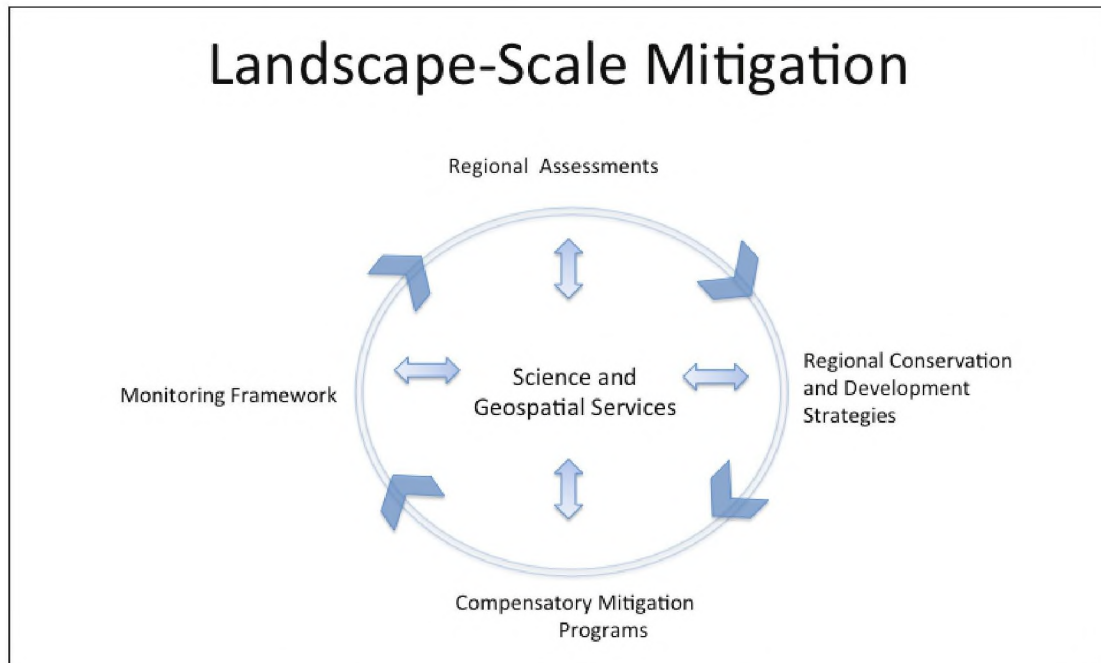 Landscape-Scale Mitigation
Regional Assessments
Regional Conservation
and Development
Strategies
Science and
Geospatial Services
Monitoring Framework
Compensatory Mitigation
Programs